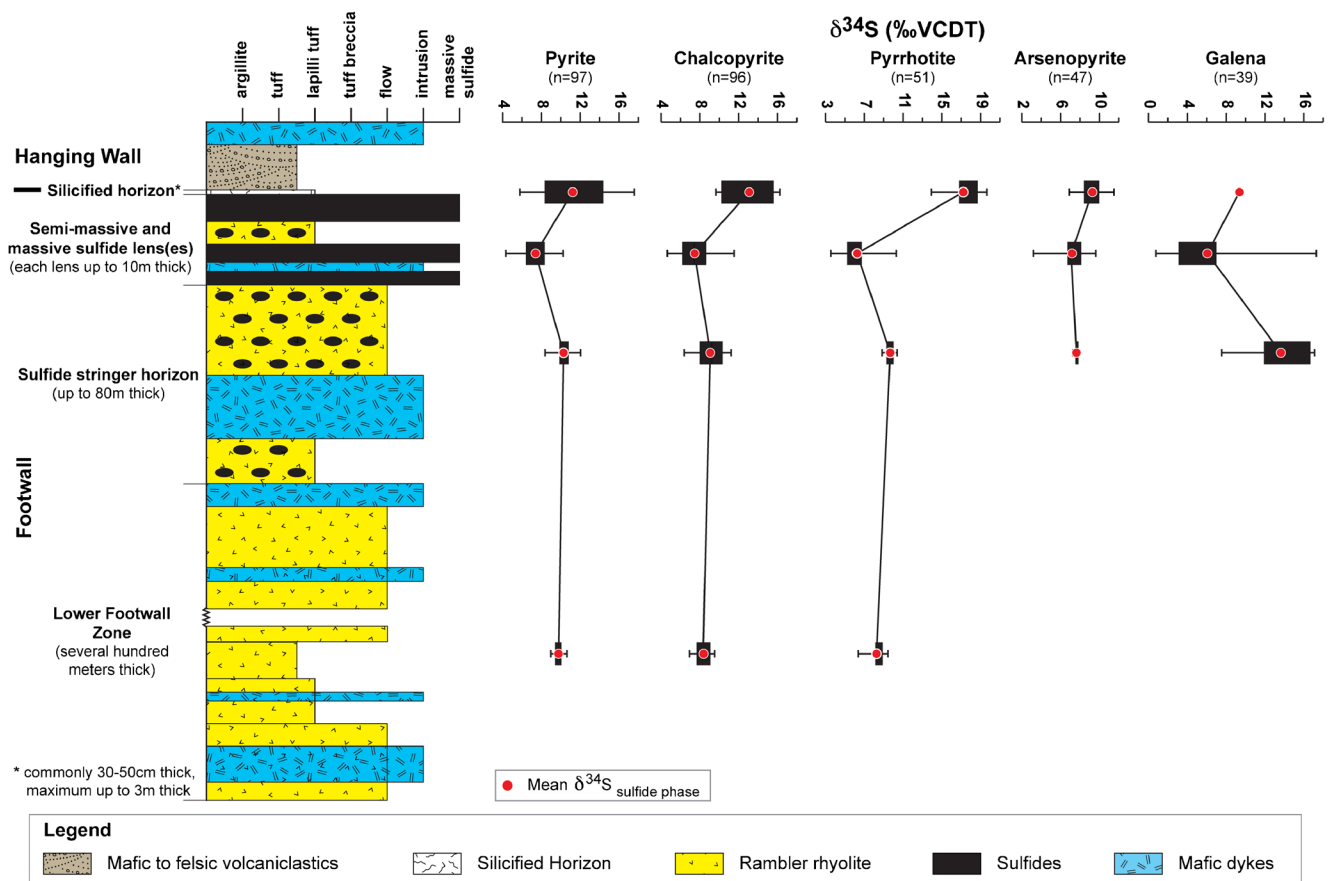 argillite
tuff
lapilli tuff
tuff breccia
flow
intrusion
massive
sulfide
δ34S (‰VCDT)
Pyrite
(n=97)
4 8 12 16
Chalcopyrite
(n=96)
4 8 12 16
Pyrrhotite
(n=51)
3 7 11 15 19
Arsenopyrite
(n=47)
2 6 10
Galena
(n=39)
0 4 8 12 16
Hanging Wall
Silicified horizon*
Semi-massive and
massive sulfide lens(es)
(each lens up to 10m thick)
Sulfide stringer horizon
(up to 80m thick)
Footwall
Lower Footwall
Zone
(several hundred
meters thick)
* commonly 30-50cm thick,
maximum up to 3m thick
Mean δ34S sulfide phase
Legend
Mafic to felsic volcaniclastics
Silicified Horizon
Rambler rhyolite
Sulfides
Mafic dykes